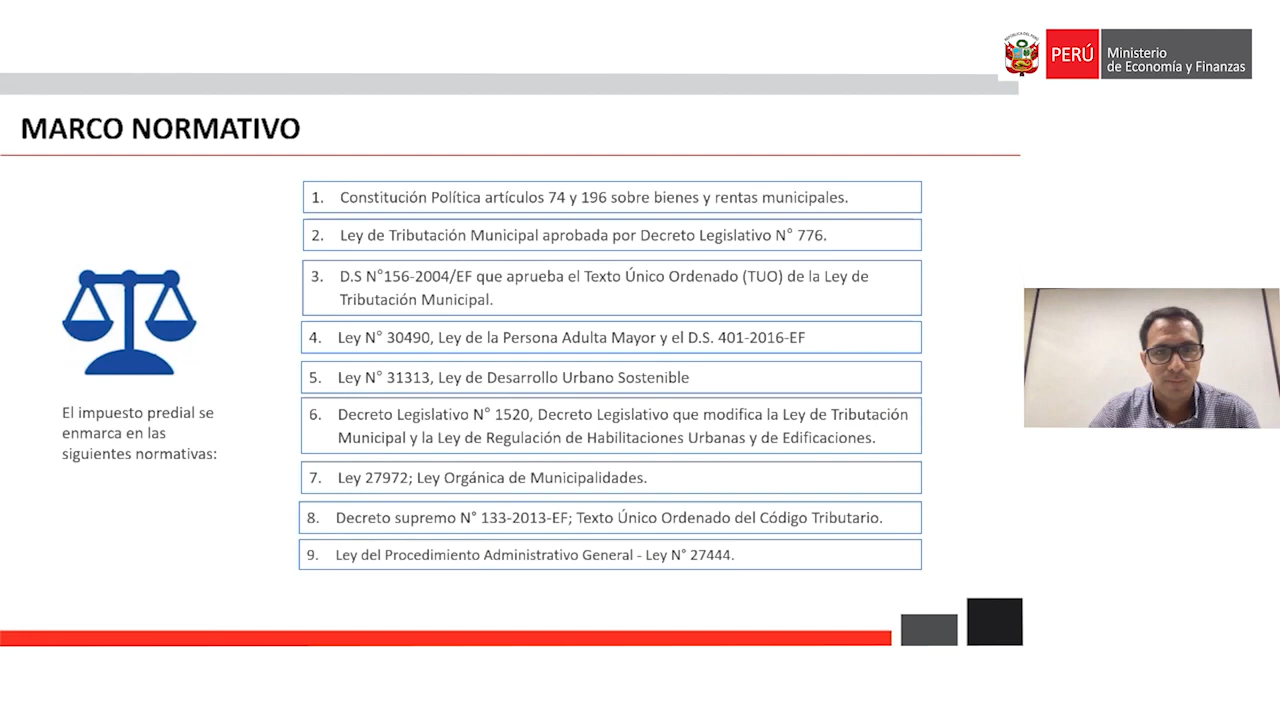 PERÚ
Ministerio
de Economía y Finanzas
MARCO NORMATIVO
El impuesto predial se
enmarca en las
siguientes normativas:
1. Constitución Política artículos 74 y 196 sobre bienes y rentas municipales.
2. Ley de Tributación Municipal aprobada por Decreto Legislativo N° 776.
3. D.S N°156-2004/EF que aprueba el Texto Único Ordenado (TUO) de la Ley de
Tributación Municipal.
4. Ley N° 30490, Ley de la Persona Adulta Mayor y el D.S. 401-2016-EF
5. Ley N° 31313, Ley de Desarrollo Urbano Sostenible
6. Decreto Legislativo N° 1520, Decreto Legislativo que modifica la Ley de Tributación
Municipal y la Ley de Regulación de Habilitaciones Urbanas y de Edificaciones.
7. Ley 27972; Ley Orgánica de Municipalidades.
8. Decreto supremo N° 133-2013-EF; Texto Único Ordenado del Código Tributario.
9. Ley del Procedimiento Administrativo General - Ley N° 27444.